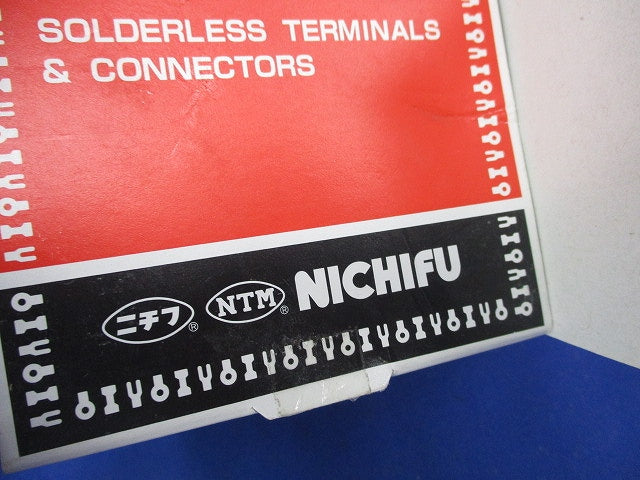 SOLDERLESS TERMINALS
& CONNECTORS
ニチフ® NTM® NICHIFU